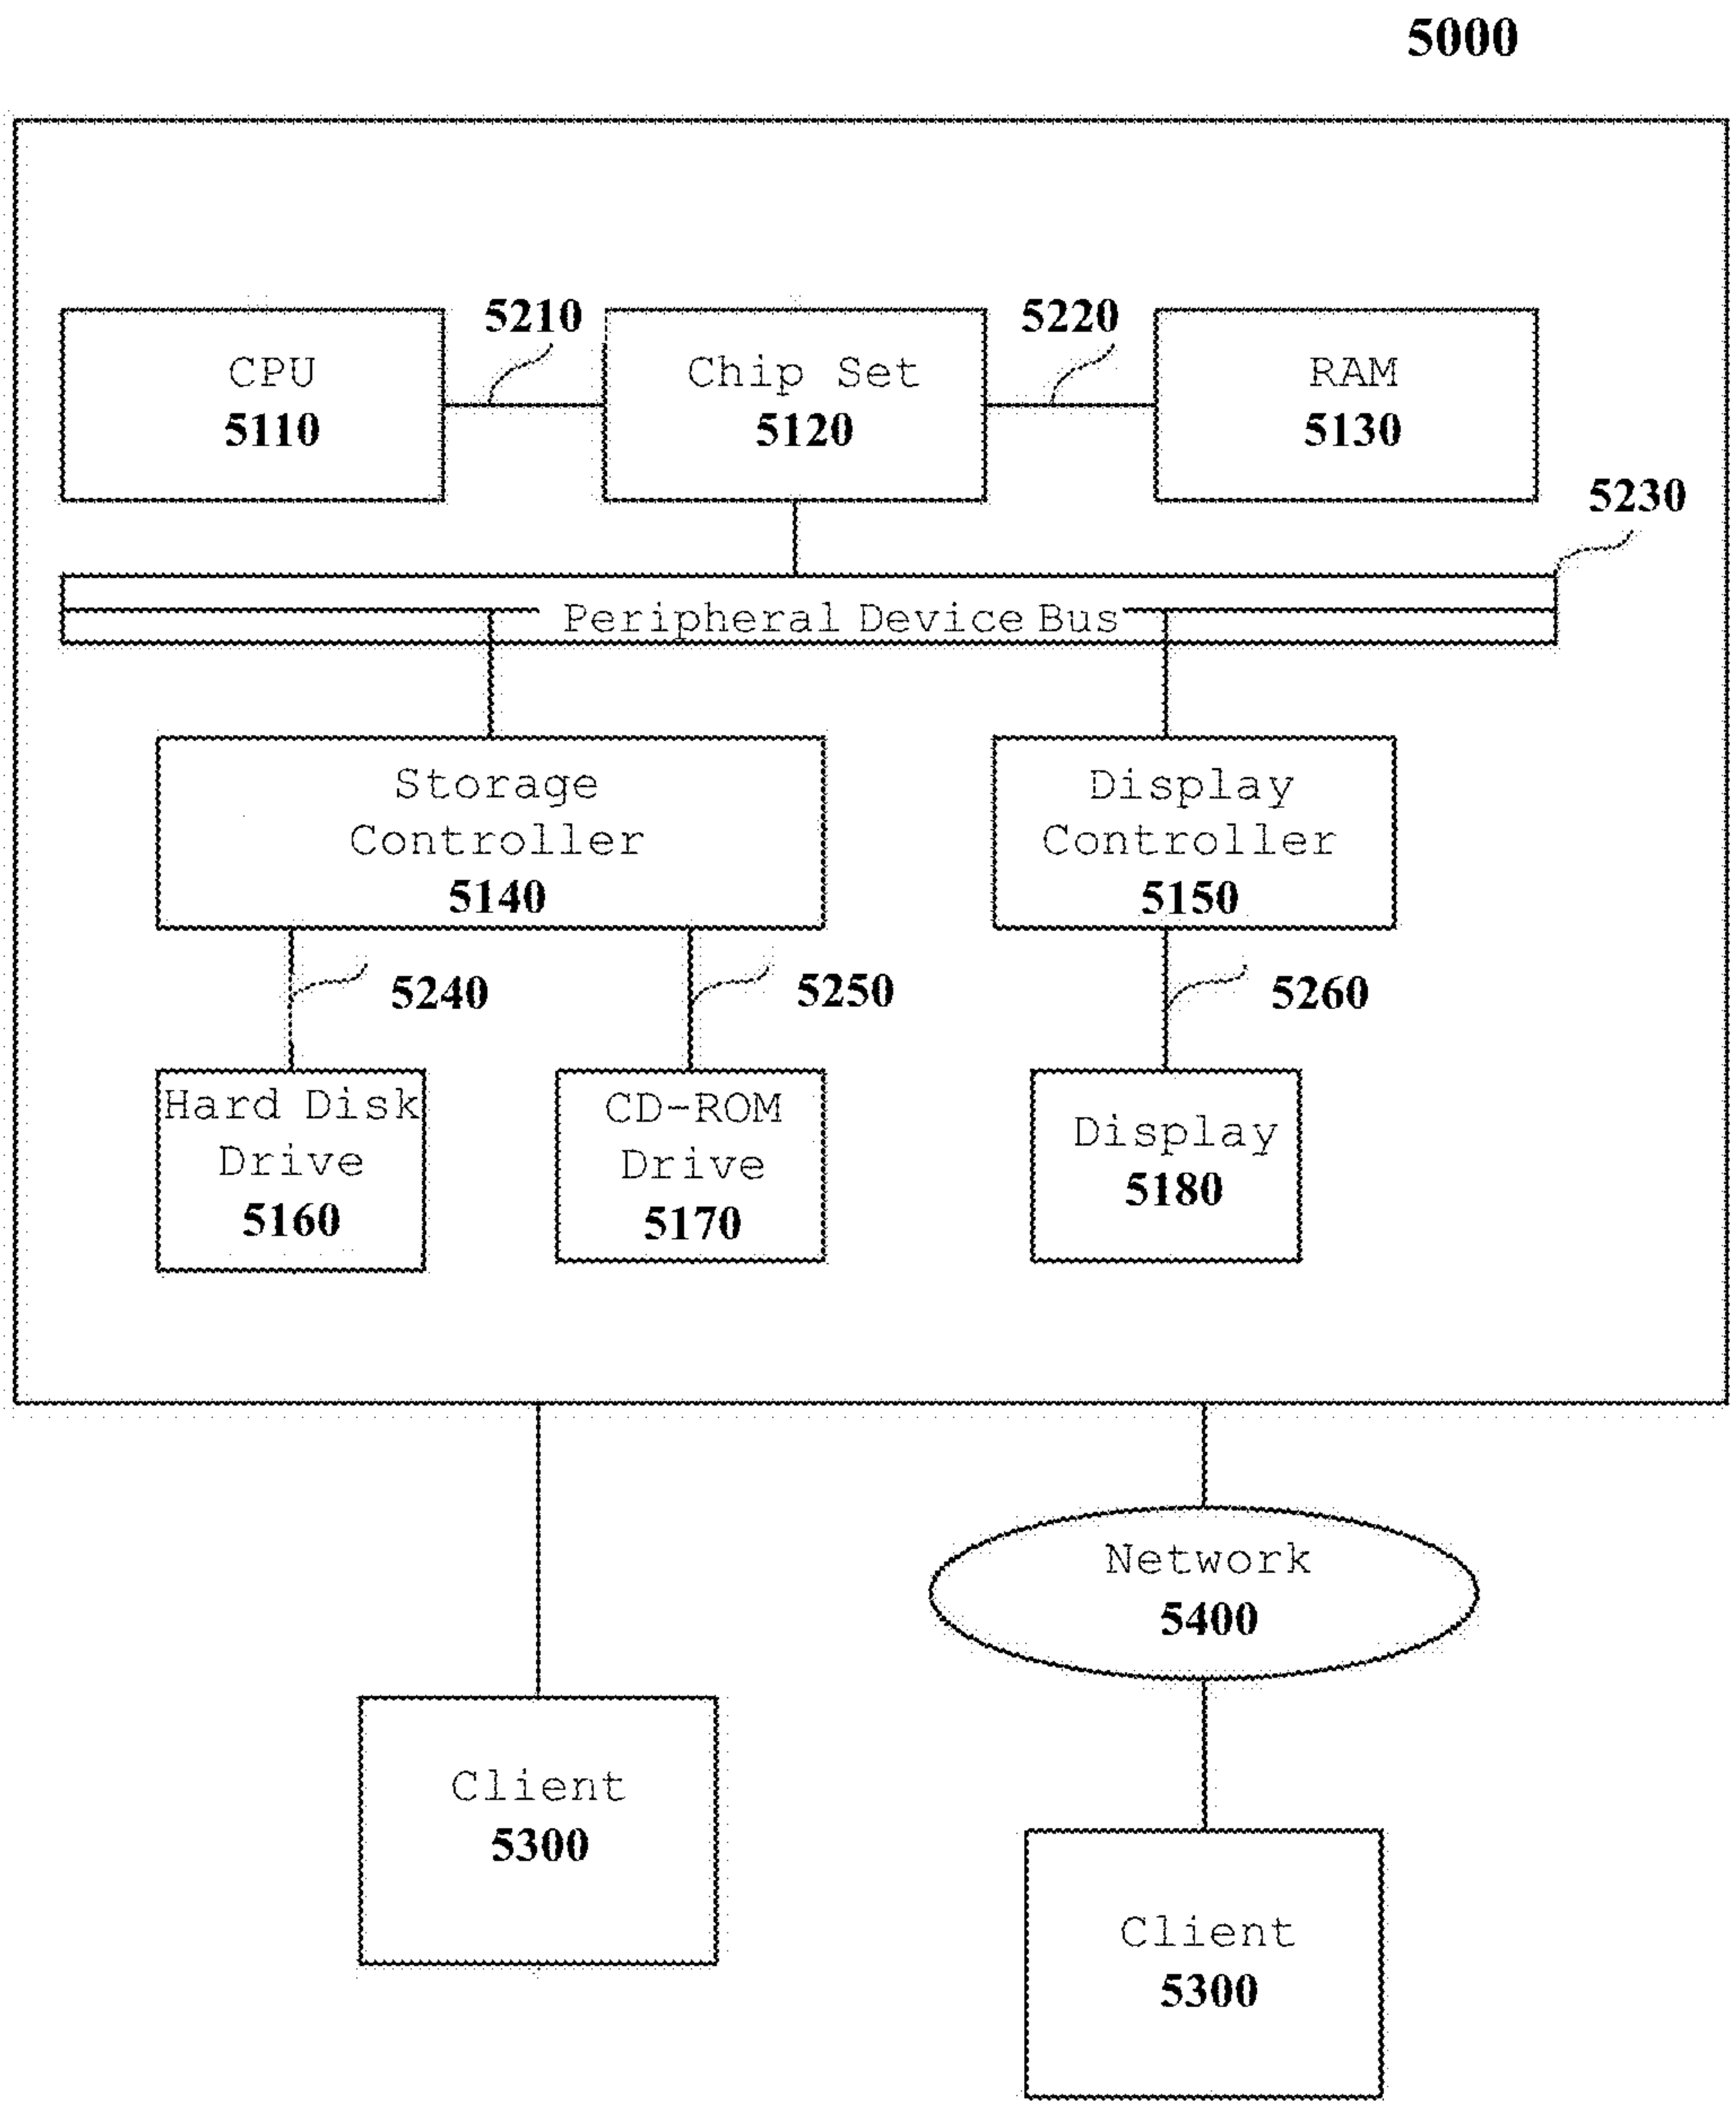 5000
5210
5220
CPU
5110
Chip Set
5120
RAM
5130
5230
Peripheral Device Bus
Storage
Controller
5140
Display
Controller
5150
5240
5250
5260
Hard Disk
Drive
5160
CD-ROM
Drive
5170
Display
5180
Network
5400
Client
5300
Client
5300